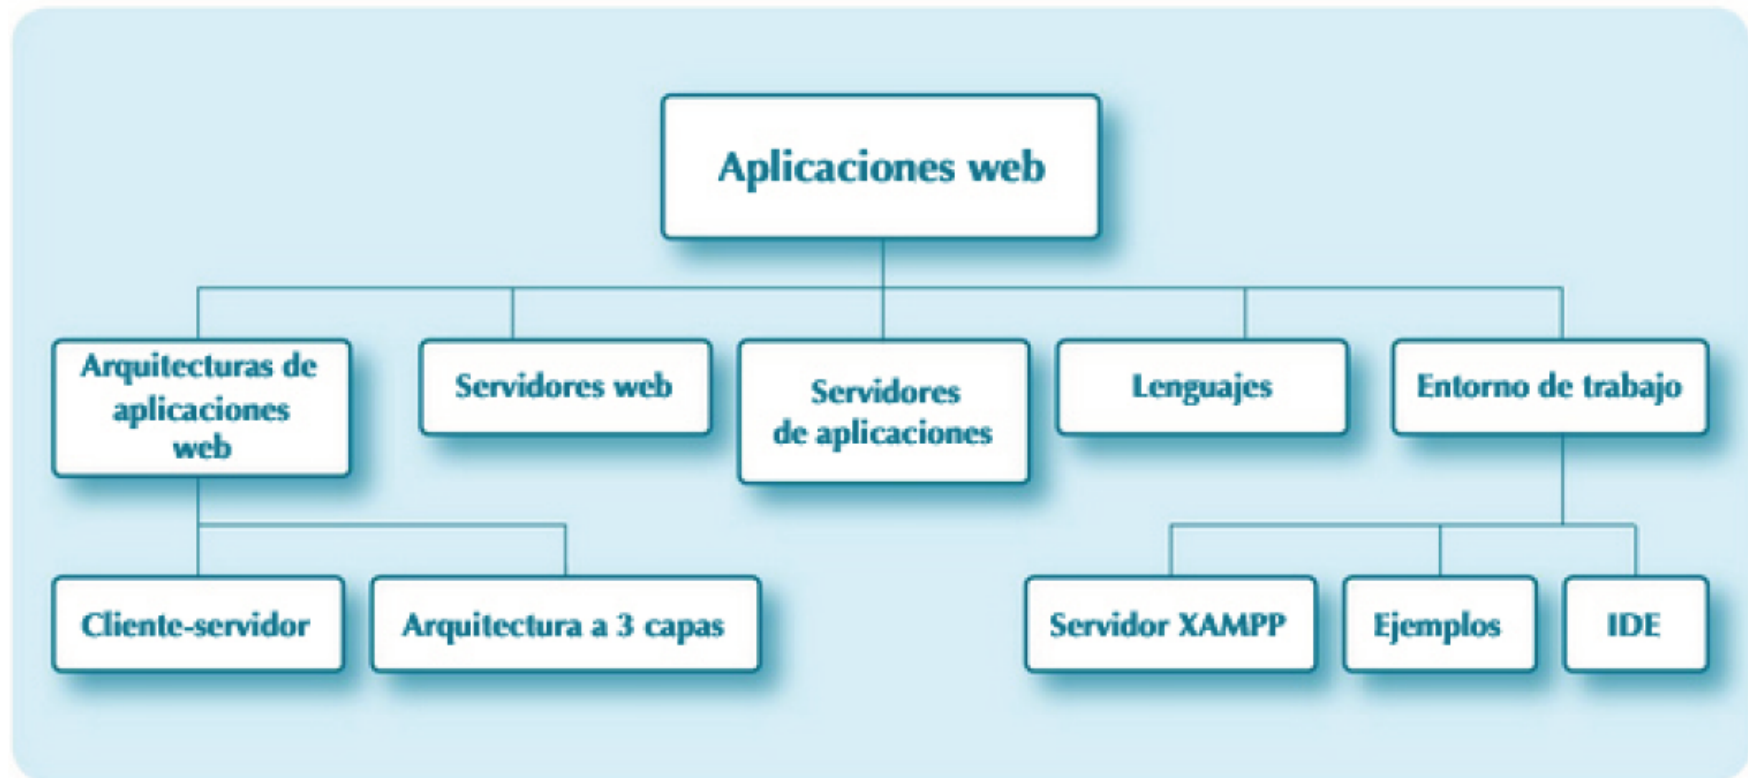 Aplicaciones web
Arquitecturas de
aplicaciones
web
Servidores web
Servidores
de aplicaciones
Lenguajes
Entorno de trabajo
Cliente-servidor
Arquitectura a 3 capas
Servidor XAMPP
Ejemplos
IDE